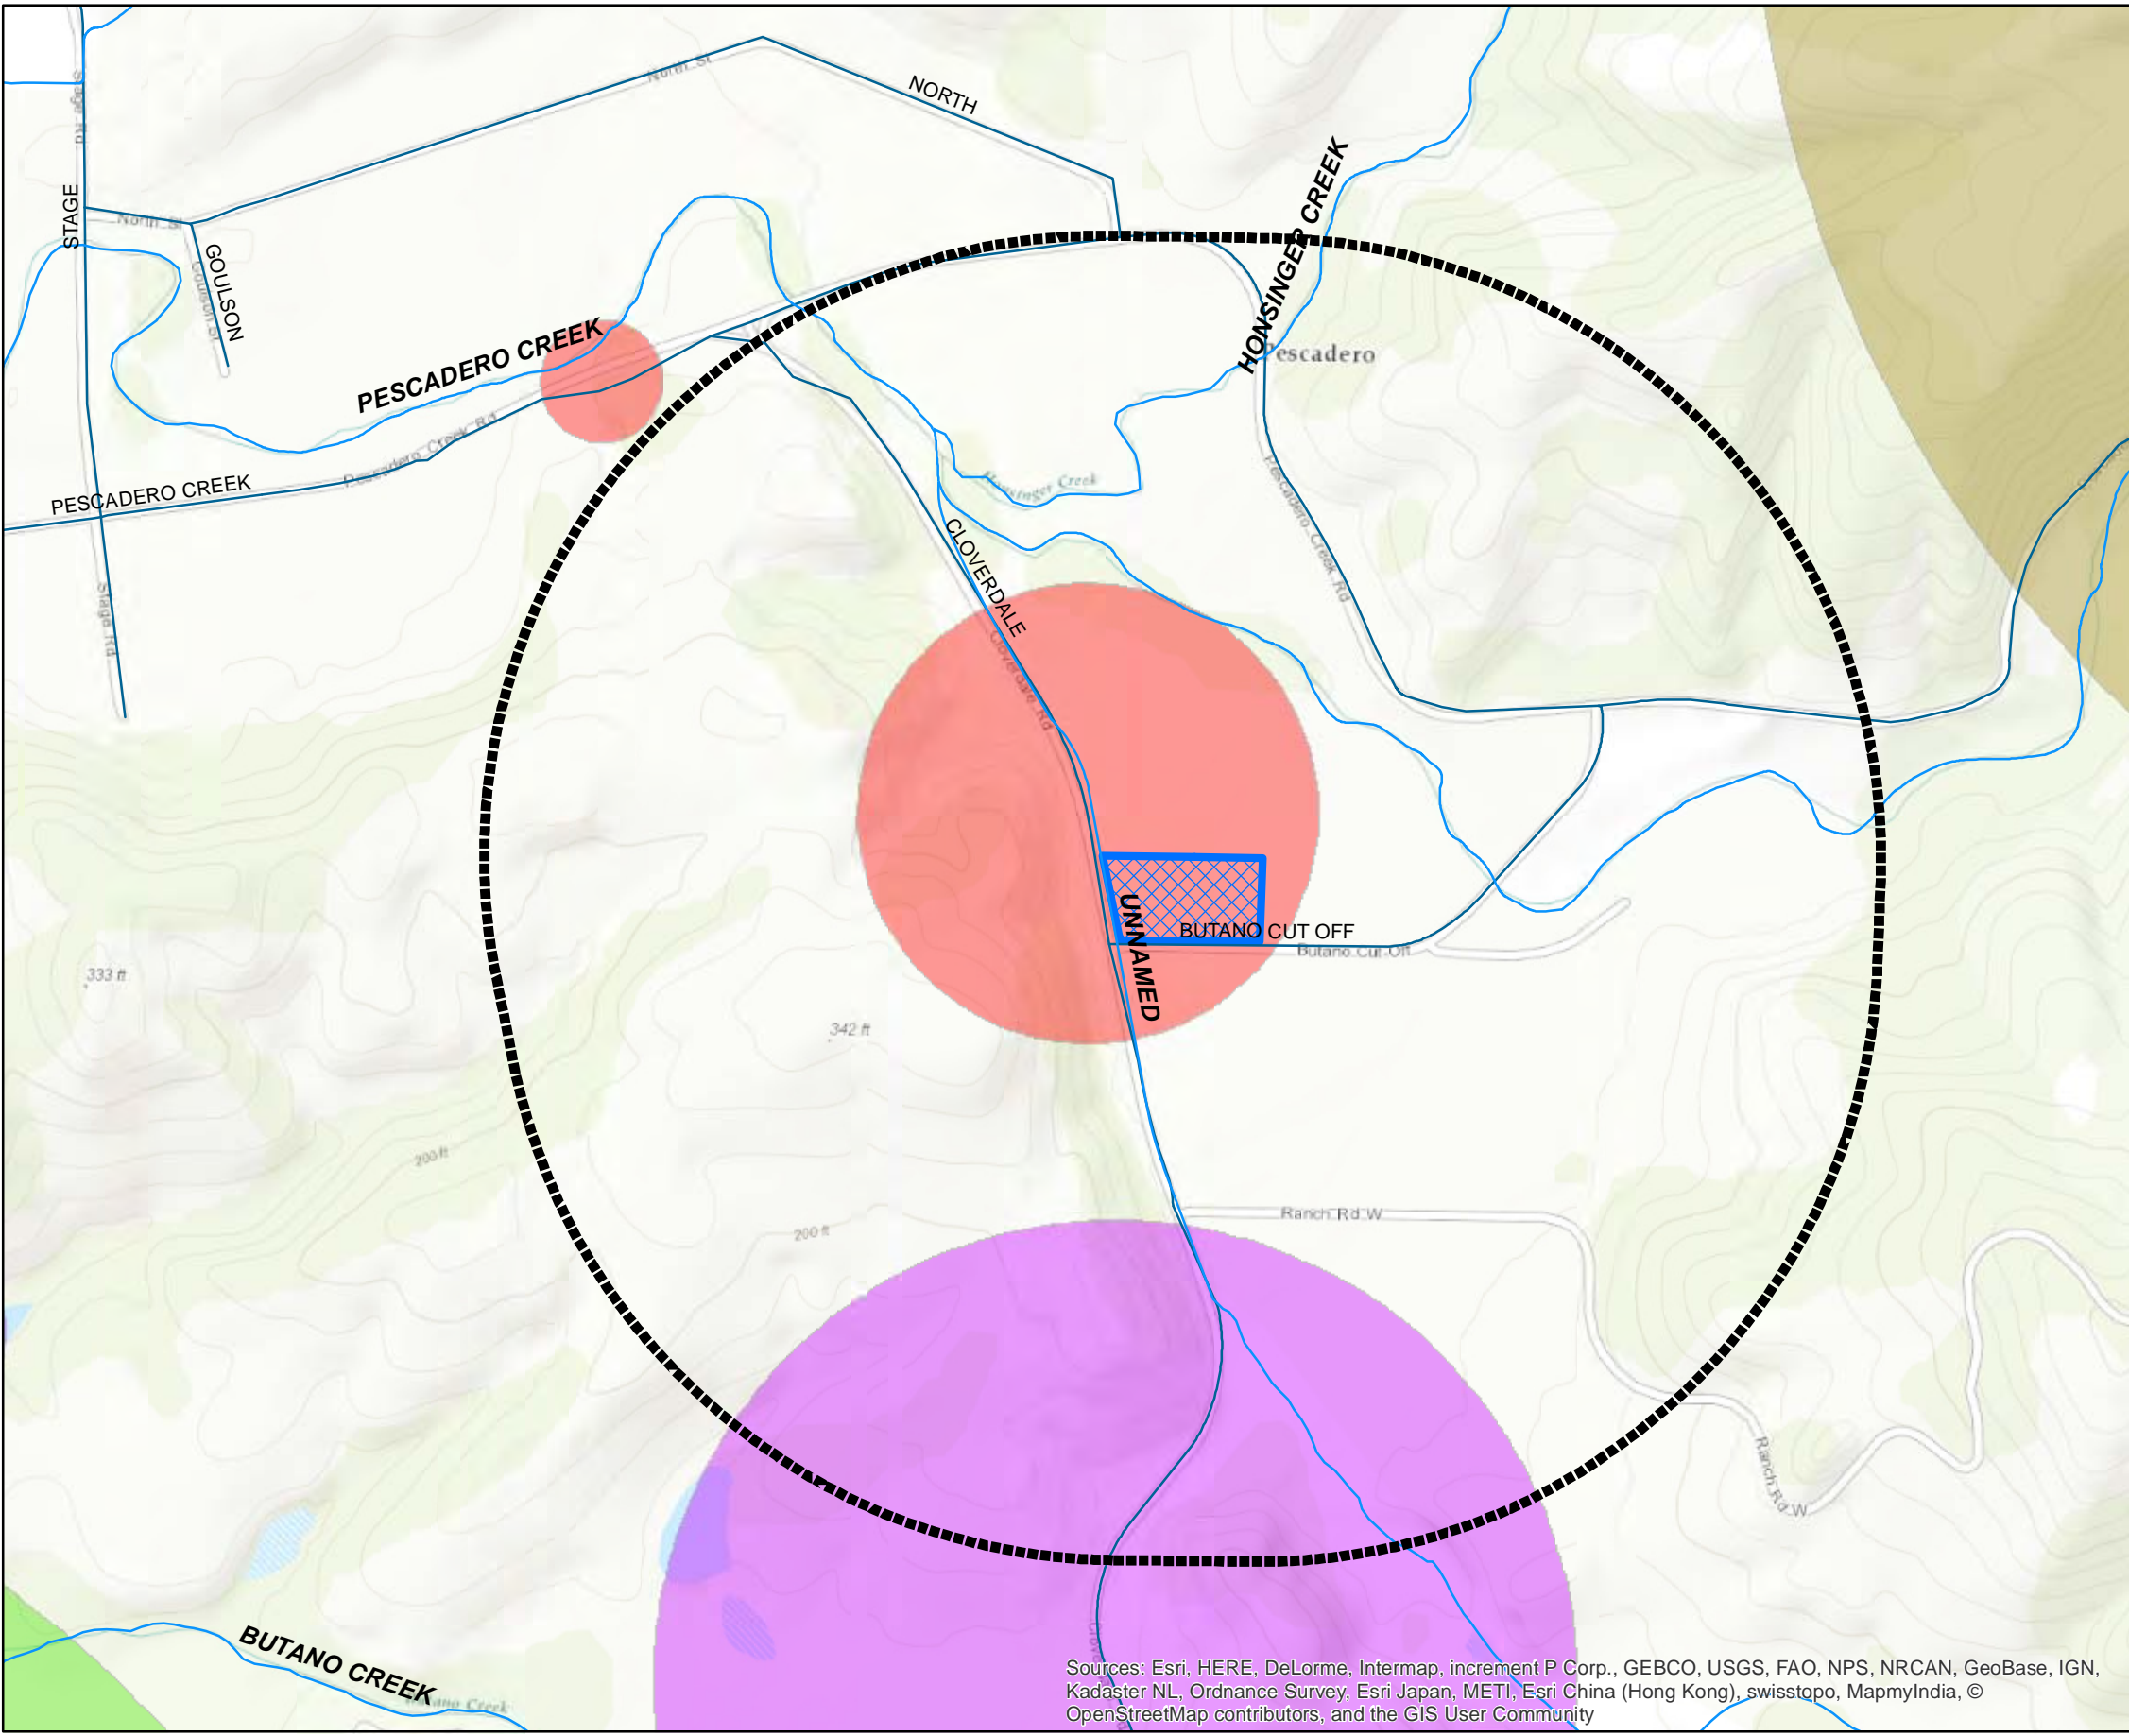 North St
NORTH
Stage Rd
HONSINGER CREEK
STAGE
North St
GOULSON
Goulson St
PESCADERO CREEK
Pescadero
Pescadero Creek Rd
PESCADERO CREEK
Honsinger Creek
Pescadero Creek Rd
CLOVERDALE
Stage Rd
Cloverdale Rd
UNNAMED
BUTANO CUT OFF
Butano Cut Off
333 ft
342 ft
200 ft
Ranch Rd W
200 ft
Ranch Rd W
BUTANO CREEK
Butano Creek
Sources: Esri, HERE, DeLorme, Intermap, increment P Corp., GEBCO, USGS, FAO, NPS, NRCAN, GeoBase, IGN,
Kadaster NL, Ordnance Survey, Esri Japan, METI, Esri China (Hong Kong), swisstopo, MapmyIndia, ©
OpenStreetMap contributors, and the GIS User Community